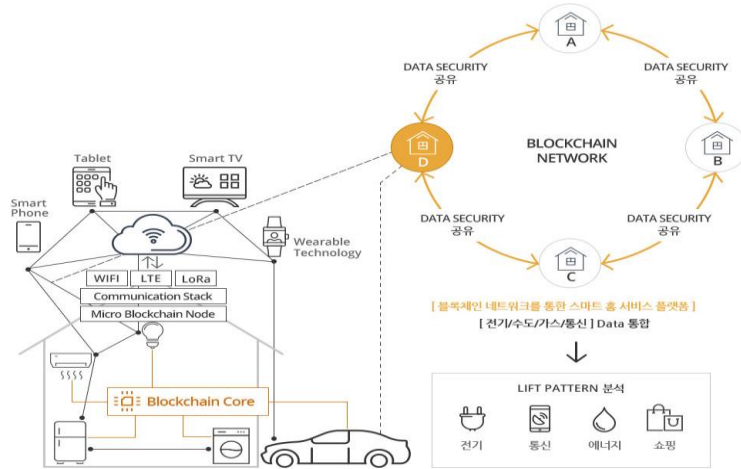 Tablet
Smart TV
Smart
Phone
Wearable
Technology
WIFI
LTE
LoRa
Communication Stack
Micro Blockchain Node
Blockchain Core
A
DATA SECURITY
공유
DATA SECURITY
공유
D
BLOCKCHAIN
NETWORK
B
DATA SECURITY
공유
DATA SECURITY
공유
C
[ 블록체인 네트워크를 통한 스마트 홈 서비스 플랫폼 ]
[ 전기/수도/가스/통신 ] Data 통합
LIFT PATTERN 분석
전기
통신
에너지
쇼핑